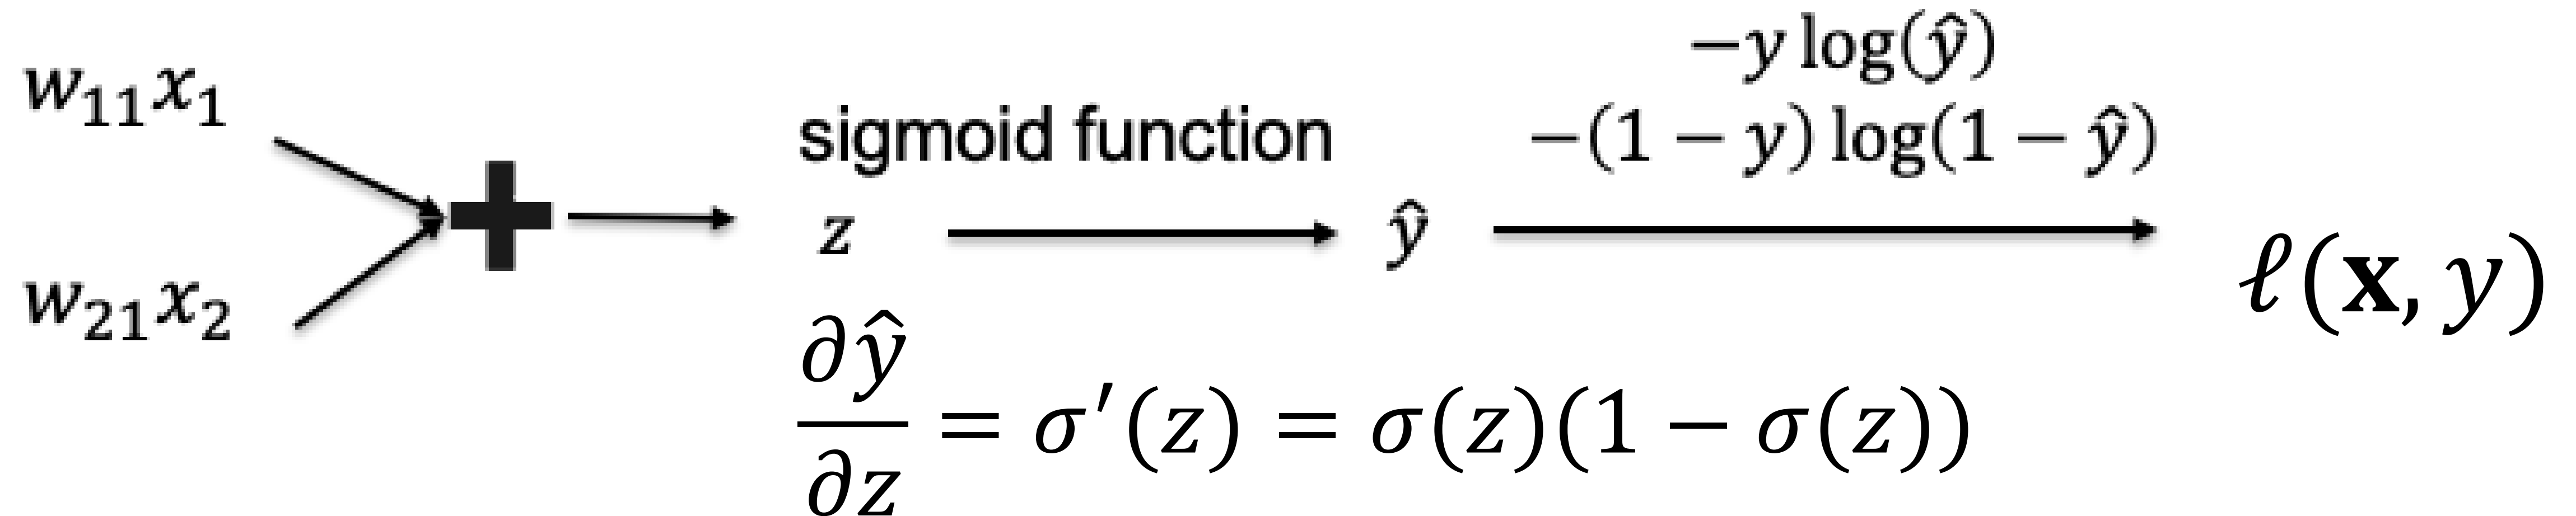 w₁₁x₁
w₂₁x₂
sigmoid function
z
ŷ
−y log(ŷ)
−(1 − y) log(1 − ŷ)
ℓ(𝐱, y)
∂ŷ/∂z = σ′(z) = σ(z)(1 − σ(z))